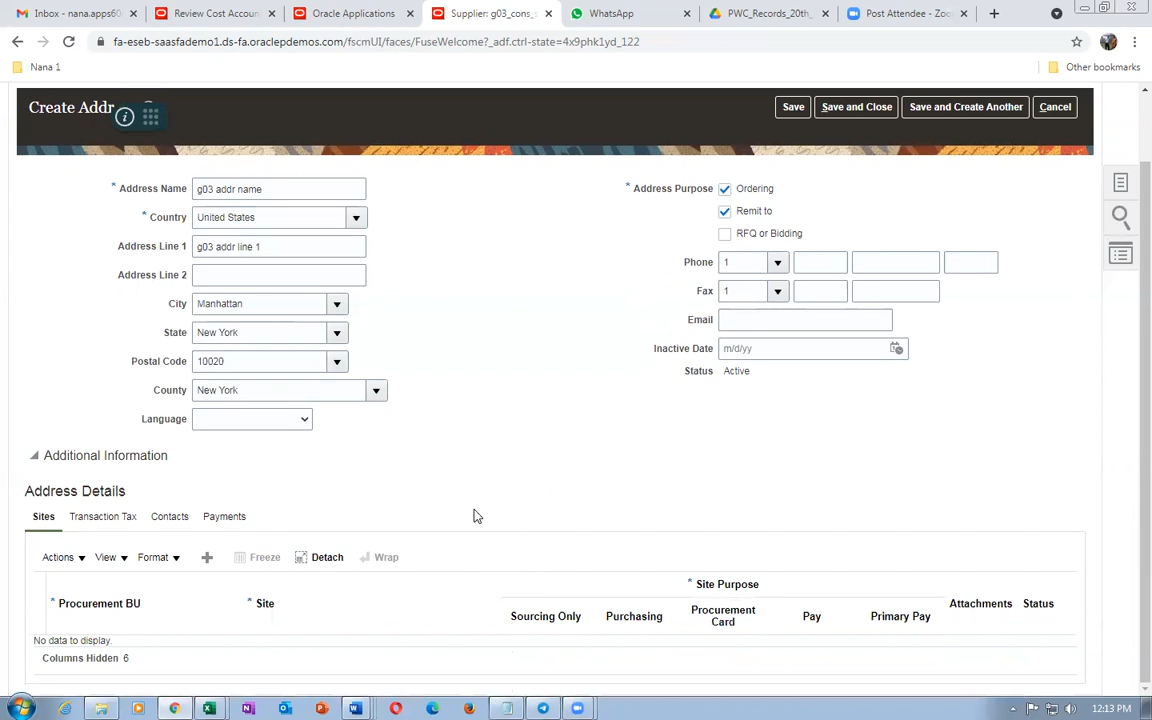 Inbox - nana.apps60
Review Cost Accoun
Oracle Applications
Supplier: g03_cons_s
WhatsApp
PWC_Records_20th_
Post Attendee - Zoo
fa-eseb-saasfademo1.ds-fa.oraclepdemos.com/fscmUI/faces/FuseWelcome?_adf.ctrl-state=4x9phk1yd_122
Nana 1
Other bookmarks
Create Addr
Save
Save and Close
Save and Create Another
Cancel
* Address Name g03 addr name
* Country United States
Address Line 1 g03 addr line 1
Address Line 2
City Manhattan
State New York
Postal Code 10020
County New York
Language
* Address Purpose Ordering
Remit to
RFQ or Bidding
Phone 1
Fax 1
Email
Inactive Date m/d/yy
Status Active
Additional Information
Address Details
Sites Transaction Tax Contacts Payments
Actions View Format Freeze Detach Wrap
* Site Purpose
* Procurement BU * Site Attachments Status
Sourcing Only Purchasing Procurement Card Pay Primary Pay
No data to display.
Columns Hidden 6
12:13 PM